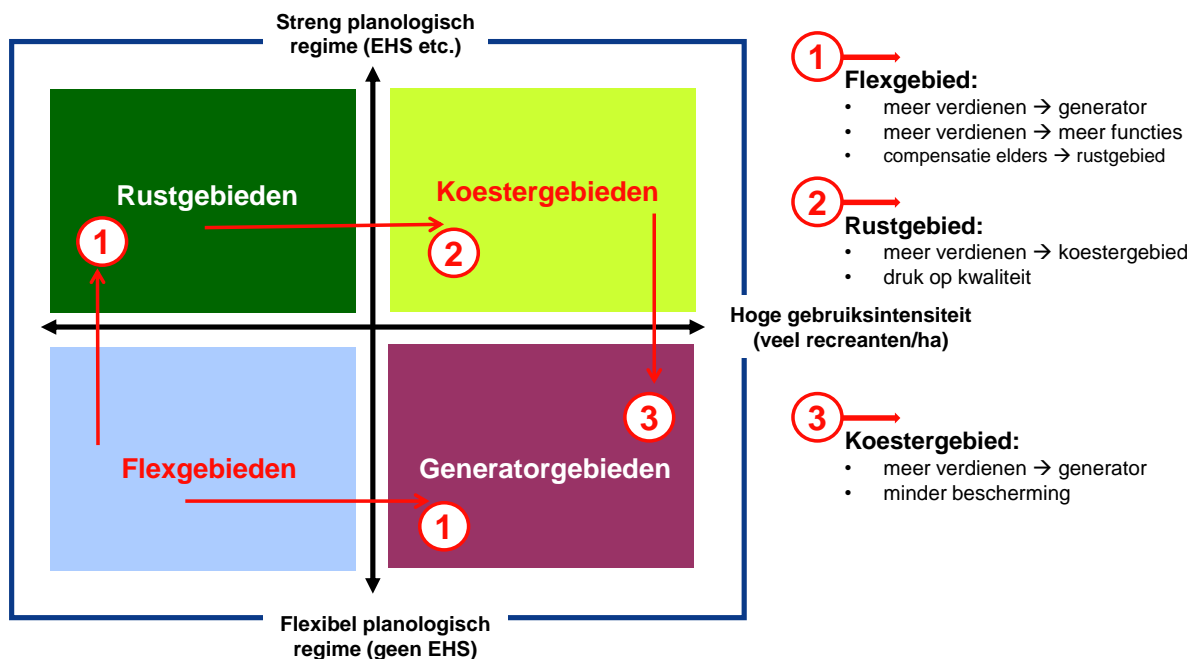 Streng planologisch
regime (EHS etc.)
Rustgebieden
Koestergebieden
1
2
Hoge gebruiksintensiteit
(veel recreanten/ha)
3
Flexgebieden
Generatorgebieden
1
Flexibel planologisch
regime (geen EHS)
1
Flexgebied:
• meer verdienen → generator
• meer verdienen → meer functies
• compensatie elders → rustgebied
2
Rustgebied:
• meer verdienen → koestergebied
• druk op kwaliteit
3
Koestergebied:
• meer verdienen → generator
• minder bescherming